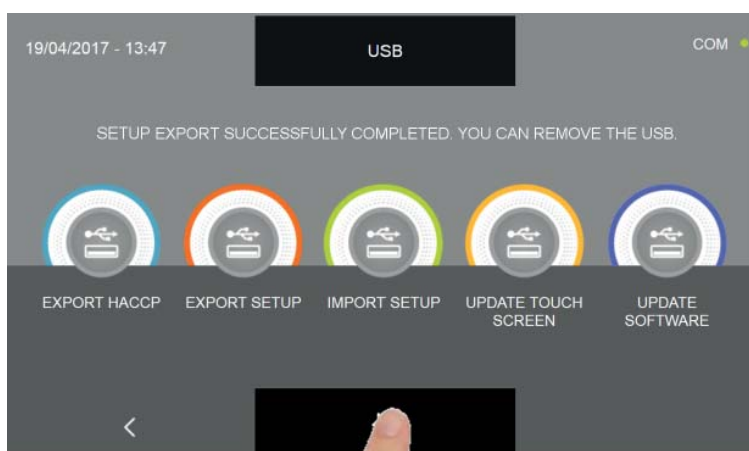 19/04/2017 - 13:47
USB
COM
SETUP EXPORT SUCCESSFULLY COMPLETED. YOU CAN REMOVE THE USB.
EXPORT HACCP
EXPORT SETUP
IMPORT SETUP
UPDATE TOUCH
SCREEN
UPDATE
SOFTWARE